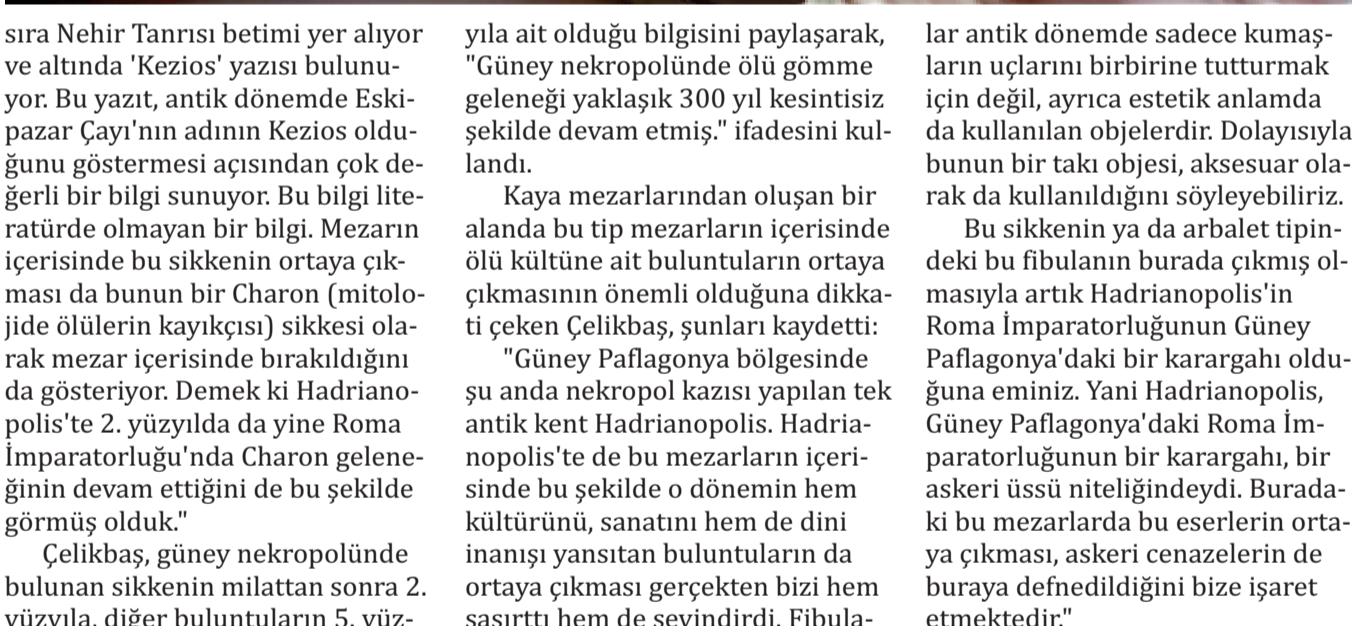 sıra Nehir Tanrısı betimi yer alıyor
ve altında 'Kezios' yazısı bulunu-
yor. Bu yazıt, antik dönemde Eski-
pazar Çayı'nın adının Kezios oldu-
ğunu göstermesi açısından çok de-
ğerli bir bilgi sunuyor. Bu bilgi lite-
ratürde olmayan bir bilgi. Mezarın
içerisinde bu sikkenin ortaya çık-
ması da bunun bir Charon (mitolo-
jide ölülerin kayıkçısı) sikkesi ola-
rak mezar içerisinde bırakıldığını
da gösteriyor. Demek ki Hadriano-
polis'te 2. yüzyılda da yine Roma
İmparatorluğu'nda Charon gelene-
ğinin devam ettiğini de bu şekilde
görmüş olduk."
Çelikbaş, güney nekropolünde
bulunan sikkenin milattan sonra 2.
yüzyıla, diğer buluntuların 5. yüz-
yıla ait olduğu bilgisini paylaşarak,
"Güney nekropolünde ölü gömme
geleneği yaklaşık 300 yıl kesintisiz
şekilde devam etmiş." ifadesini kul-
landı.
Kaya mezarlarından oluşan bir
alanda bu tip mezarların içerisinde
ölü kültüne ait buluntuların ortaya
çıkmasının önemli olduğuna dikka-
ti çeken Çelikbaş, şunları kaydetti:
"Güney Paflagonya bölgesinde
şu anda nekropol kazısı yapılan tek
antik kent Hadrianopolis. Hadria-
nopolis'te de bu mezarların içeri-
sinde bu şekilde o dönemin hem
kültürünü, sanatını hem de dini
inanışı yansıtan buluntuların da
ortaya çıkması gerçekten bizi hem
şaşırttı hem de sevindirdi. Fibula-
lar antik dönemde sadece kumaş-
ların uçlarını birbirine tutturmak
için değil, ayrıca estetik anlamda
da kullanılan objelerdir. Dolayısıyla
bunun bir takı objesi, aksesuar ola-
rak da kullanıldığını söyleyebiliriz.
Bu sikkenin ya da arbalet tipin-
deki bu fibulanın burada çıkmış ol-
masıyla artık Hadrianopolis'in
Roma İmparatorluğunun Güney
Paflagonya'daki bir karargahı oldu-
ğuna eminiz. Yani Hadrianopolis,
Güney Paflagonya'daki Roma İm-
paratorluğunun bir karargahı, bir
askeri üssü niteliğindeydi. Burada-
ki bu mezarlarda bu eserlerin orta-
ya çıkması, askeri cenazelerin de
buraya defnedildiğini bize işaret
etmektedir."